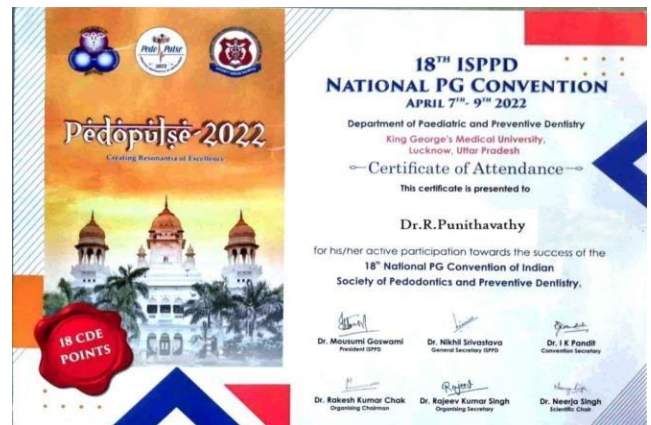 Pedo Pulse
2022
Pedopulse-2022
Creating Resonantia of Excellence
18 CDE
POINTS
18TH ISPPD
NATIONAL PG CONVENTION
APRIL 7TH- 9TH 2022
Department of Paediatric and Preventive Dentistry
King George's Medical University,
Lucknow, Uttar Pradesh
Certificate of Attendance
This certificate is presented to
Dr.R.Punithavathy
for his/her active participation towards the success of the
18th National PG Convention of Indian
Society of Pedodontics and Preventive Dentistry.
Dr. Mousumi Goswami
President ISPPD
Dr. Nikhil Srivastava
General Secretary ISPPD
Dr. I K Pandit
Convention Secretary
Dr. Rakesh Kumar Chak
Organising Chairman
Dr. Rajeev Kumar Singh
Organising Secretary
Dr. Neerja Singh
Scientific Chair